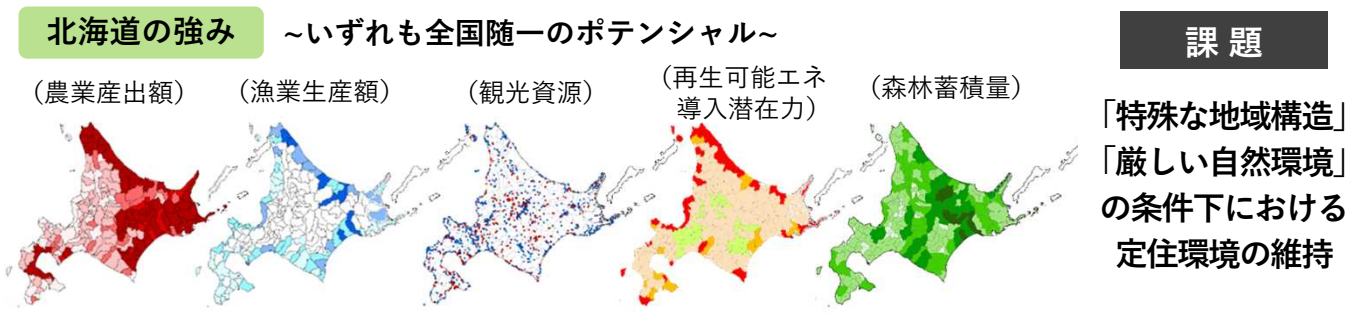 北海道の強み
~いずれも全国随一のポテンシャル~
(農業産出額)
(漁業生産額)
(観光資源)
(再生可能エネ
導入潜在力)
(森林蓄積量)
課題
「特殊な地域構造」
「厳しい自然環境」
の条件下における
定住環境の維持